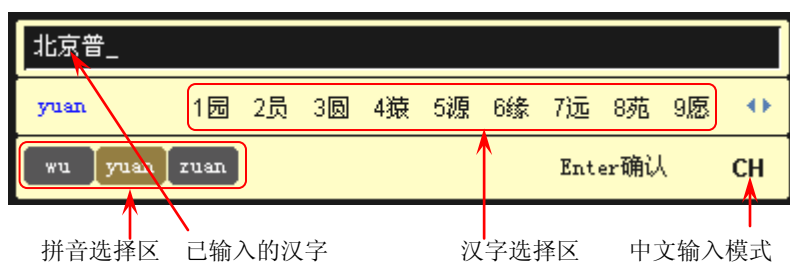 北京普_
yuan 1园 2员 3圆 4猿 5源 6缘 7远 8苑 9愿
wu yuan zuan Enter确认 CH
拼音选择区 已输入的汉字 汉字选择区 中文输入模式